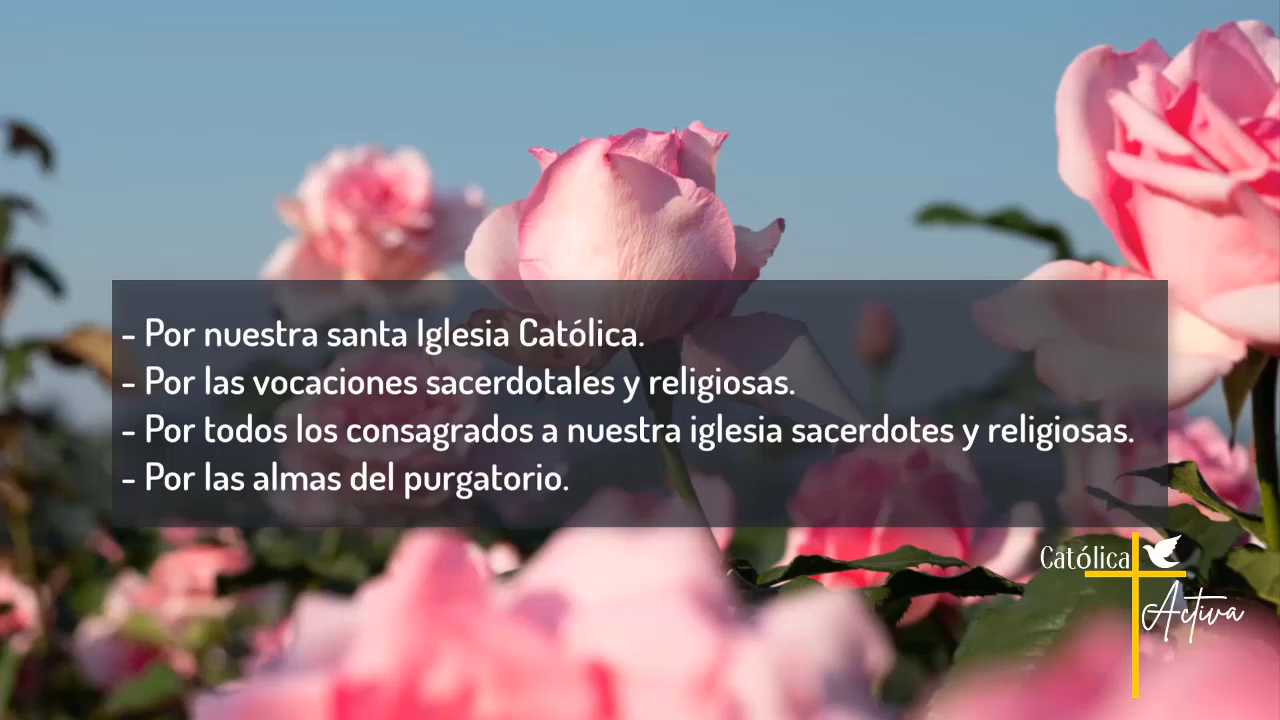 - Por nuestra santa Iglesia Católica.
- Por las vocaciones sacerdotales y religiosas.
- Por todos los consagrados a nuestra iglesia sacerdotes y religiosas.
- Por las almas del purgatorio.
Católica
Activa